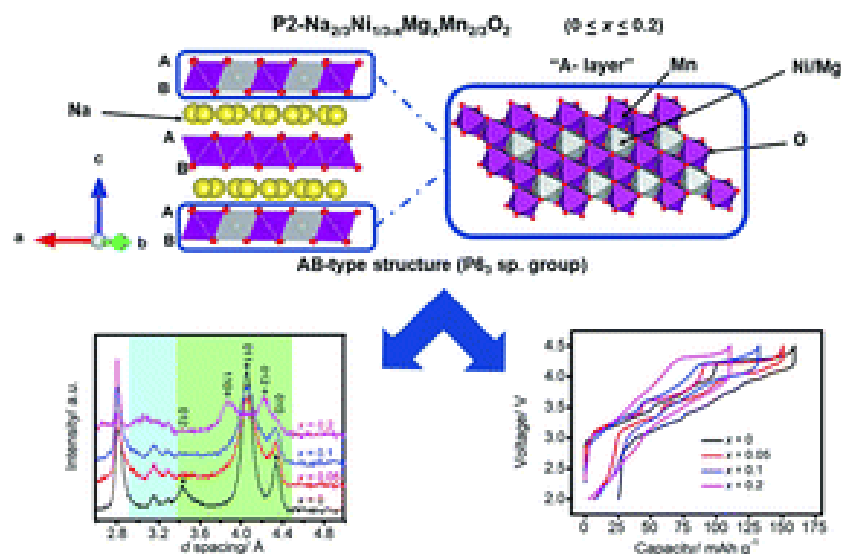 P2-Na2/3Ni1/3-xMgxMn2/3O2 (0 ≤ x ≤ 0.2)
A
B
Na
A
B
A
B
c
a
b
"A- layer"
Mn
Ni/Mg
O
AB-type structure (P63 sp. group)
Intensity/ a.u.
x = 0.2
x = 0.1
x = 0.05
x = 0
2.8 3.2 3.6 4.0 4.4 4.8
d spacing/ Å
Voltage/ V
4.5
4.0
3.5
3.0
2.5
2.0
x = 0
x = 0.05
x = 0.1
x = 0.2
0 25 50 75 100 125 150 175
Capacity/ mAh g-1